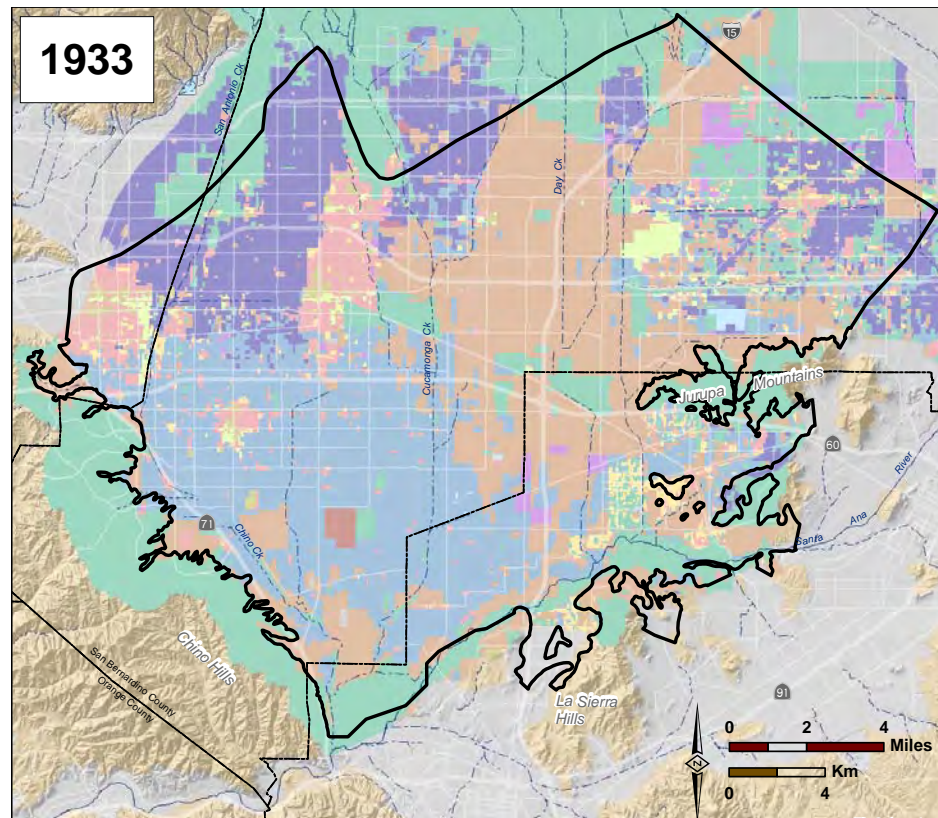 1933
15
San Antonio Ck
Day Ck
Cucamonga Ck
Jurupa
Mountains
60
River
Ana
Santa
71
Chino Ck
Chino Hills
San Bernardino County
Orange County
La Sierra
Hills
91
0 2 4
Miles
Km
0 4
N